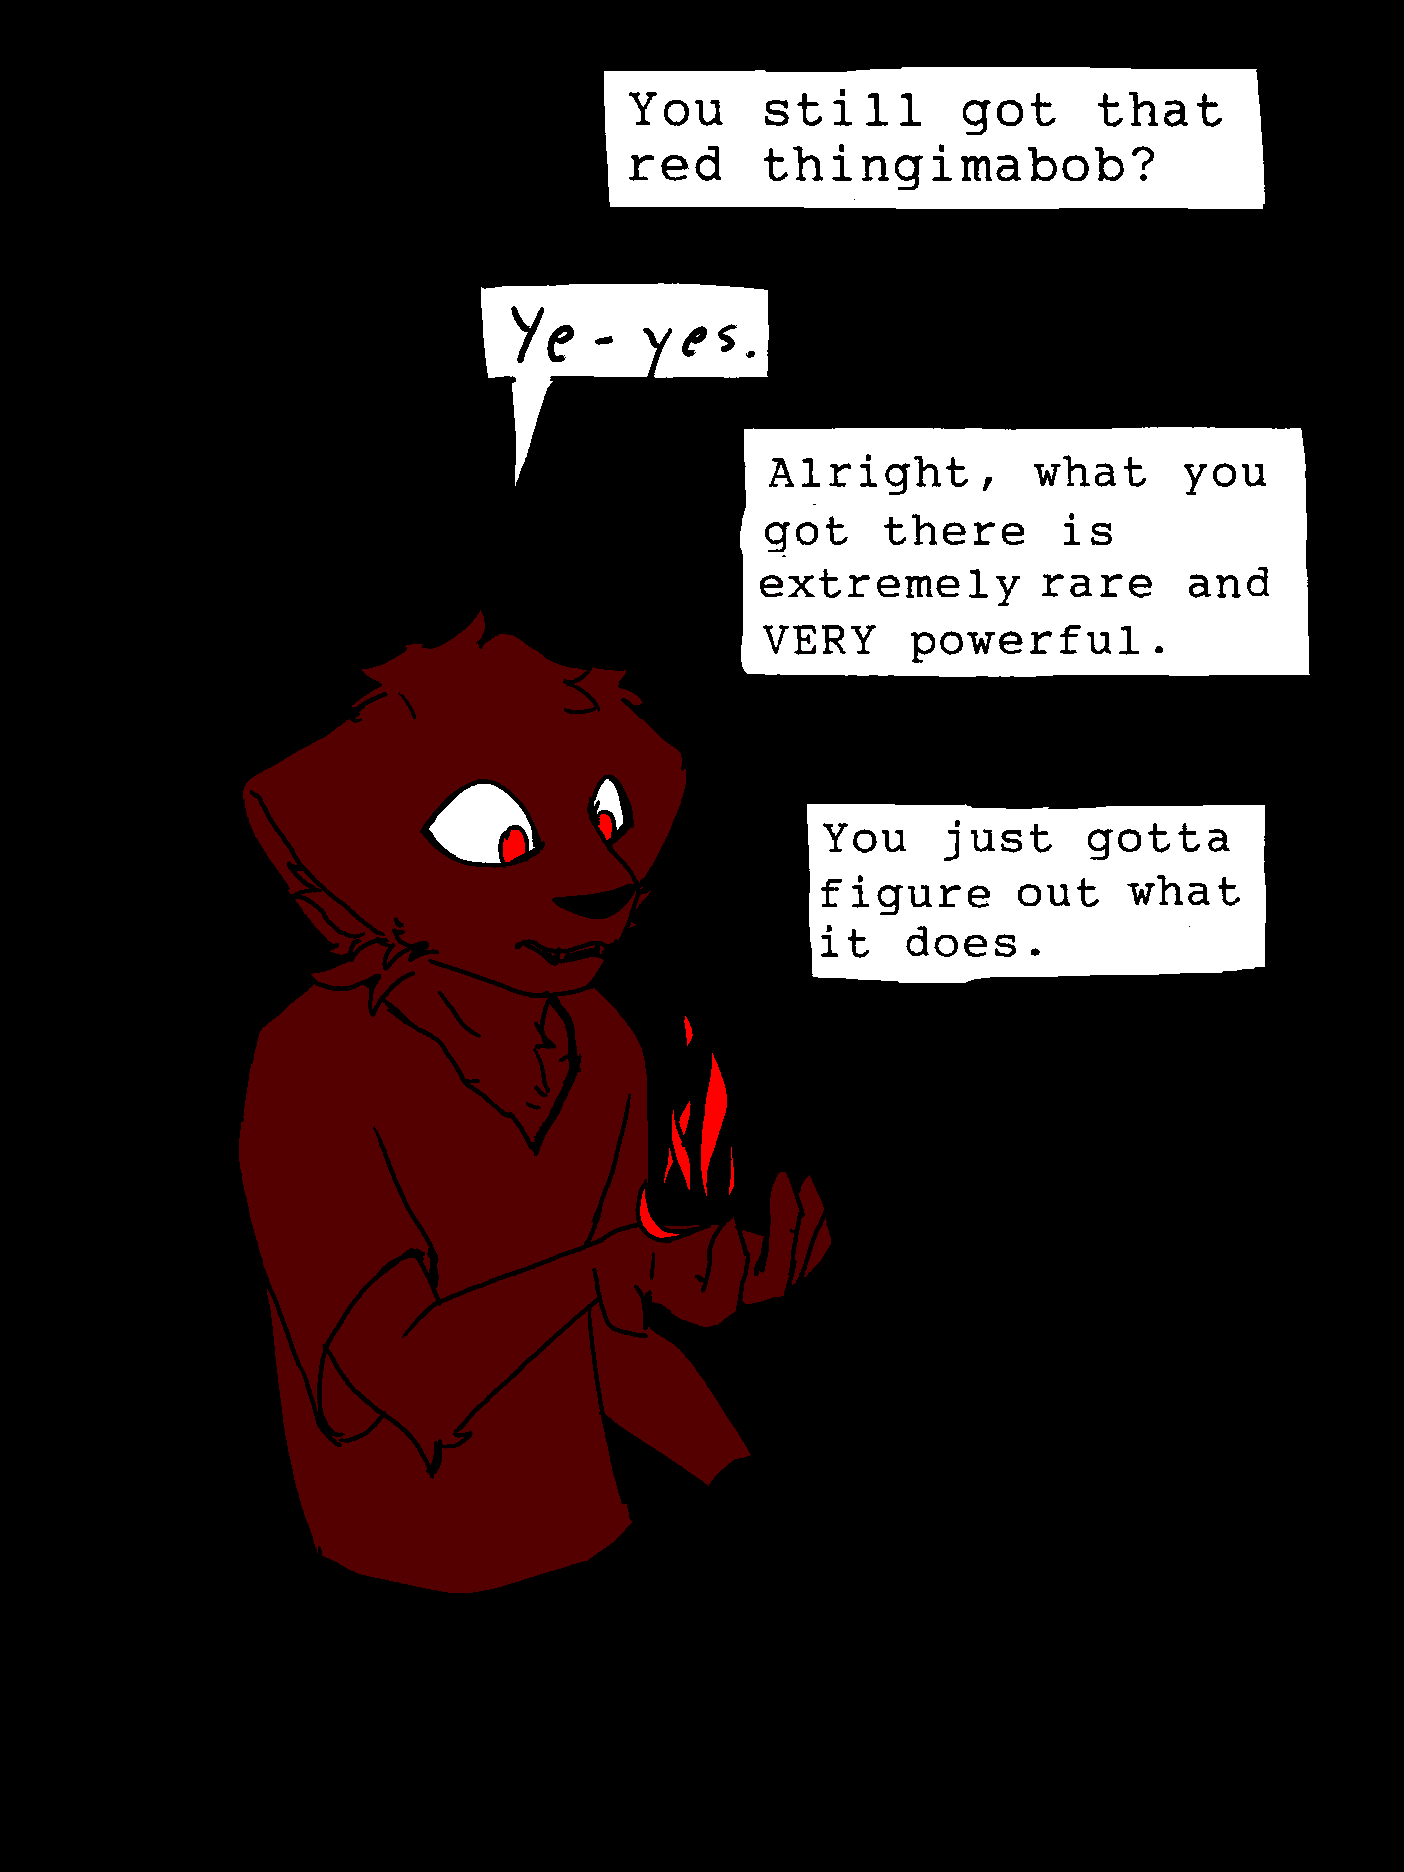 You still got that
red thingimabob?
Ye-yes.
Alright, what you
got there is
extremely rare and
VERY powerful.
You just gotta
figure out what
it does.